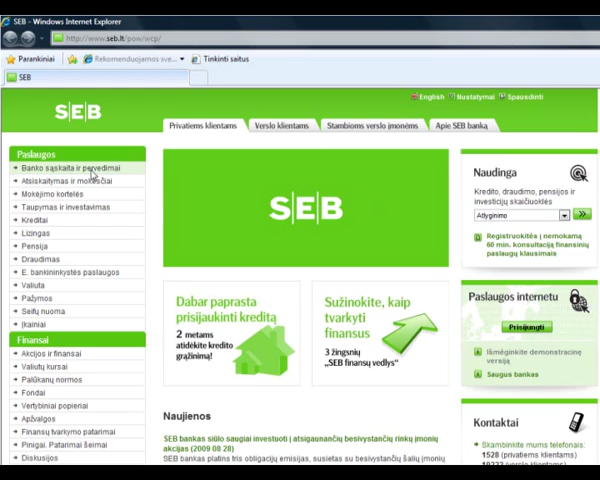 SEB - Windows Internet Explorer
http://www.seb.lt/pow/wcp/
Parankiniai
Rekomenduojamos sve...
Tinkinti saitus
SEB
English
Nustatymai
Spausdinti
S|E|B
Privatiems klientams
Verslo klientams
Stambioms verslo įmonėms
Apie SEB banką
Paslaugos
Banko sąskaita ir pervedimai
Atsiskaitymas ir mokesčiai
Mokėjimo kortelės
Taupymas ir investavimas
Kreditai
Lizingas
Pensija
Draudimas
E. bankininkystės paslaugos
Valiuta
Pažymos
Seifų nuoma
Įkainiai
Finansai
Akcijos ir finansai
Valiutų kursai
Palūkanų normos
Fondai
Vertybiniai popieriai
Apžvalgos
Finansų tvarkymo patarimai
Pinigai. Patarimai šeimai
Diskusijos
S|E|B
Dabar paprasta
prisijaukinti kreditą
2 metams
atidėkite kredito
grąžinimą!
Sužinokite, kaip
tvarkyti
finansus
3 žingsnių
„SEB finansų vedlys"
Naujienos
SEB bankas siūlo saugiai investuoti į atsigaunančių besivystančių rinkų įmonių
akcijas (2009 08 28)
SEB bankas platins tris obligacijų emisijas, susietas su besivystančių šalių įmonių
Naudinga
Kredito, draudimo, pensijos ir
investicijų skaičiuoklės
Atlyginimo
Registruokitės į nemokamą
60 min. konsultaciją finansinių
paslaugų klausimais
Paslaugos internetu
Prisijungti
Išmėginkite demonstracinę
versiją
Saugus bankas
Kontaktai
Skambinkite mums telefonais:
1528 (privatiems klientams)